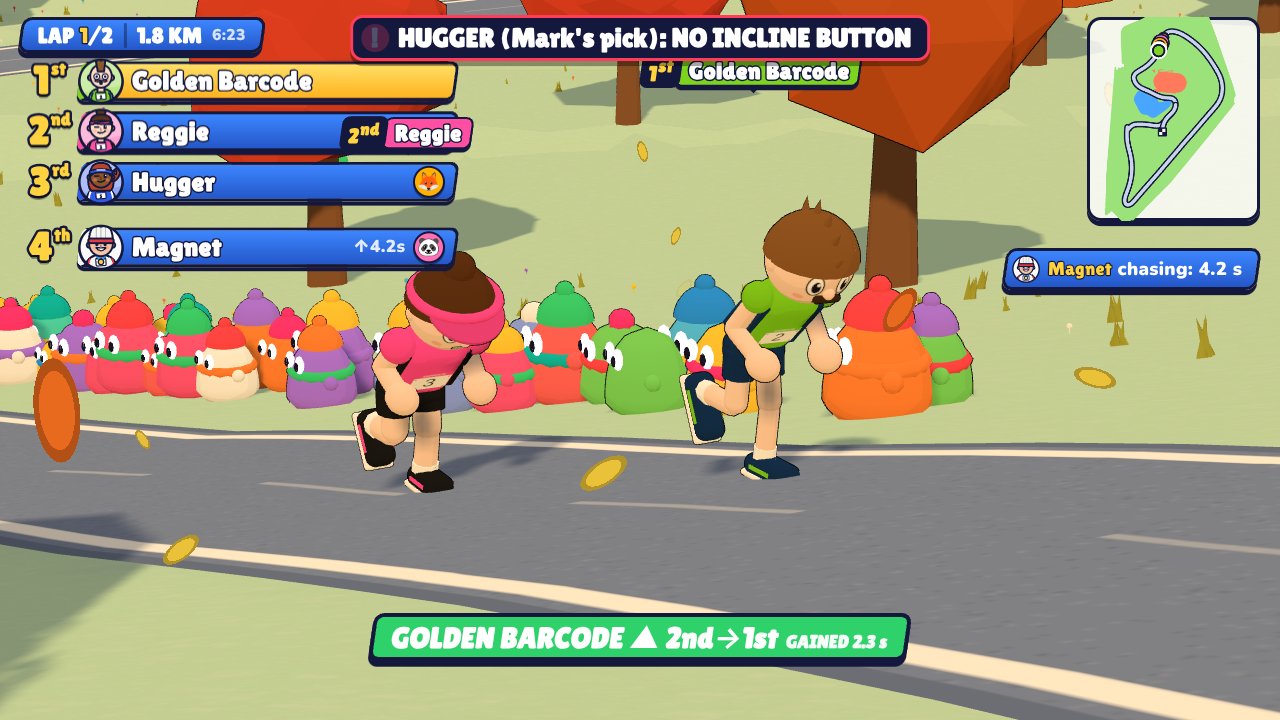 LAP 1/2 1.8 KM 6:23
HUGGER (Mark's pick): NO INCLINE BUTTON
1st Golden Barcode
1st Golden Barcode
2nd Reggie
2nd Reggie
3rd Hugger
4th Magnet ↑4.2s
Magnet chasing: 4.2 s
3
2
GOLDEN BARCODE ▲ 2nd→1st GAINED 2.3 s